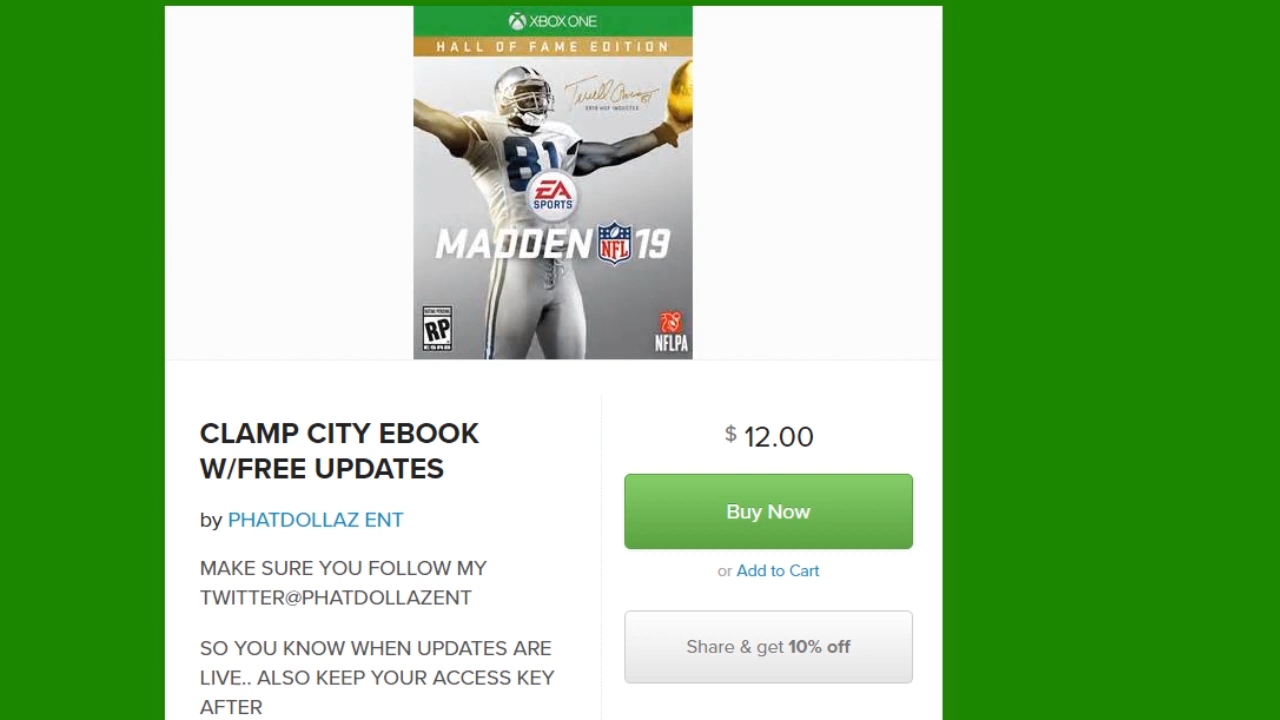 XBOX ONE
HALL OF FAME EDITION
81
EA
SPORTS
MADDEN NFL 19
RP
ESRB
NFLPA
CLAMP CITY EBOOK
W/FREE UPDATES
by PHATDOLLAZ ENT
MAKE SURE YOU FOLLOW MY
TWITTER@PHATDOLLAZENT
SO YOU KNOW WHEN UPDATES ARE
LIVE.. ALSO KEEP YOUR ACCESS KEY
AFTER
$ 12.00
Buy Now
or Add to Cart
Share & get 10% off